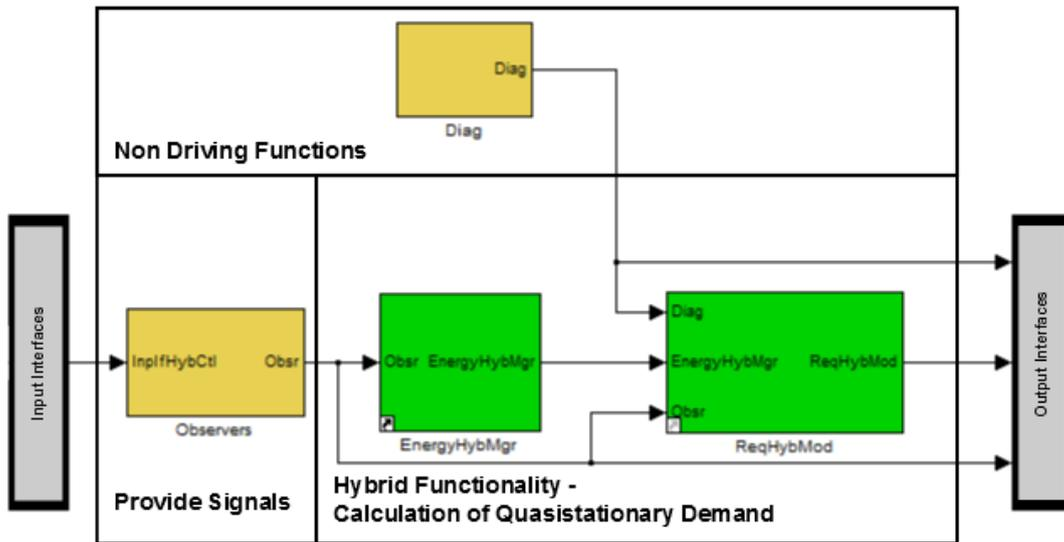 Diag
Diag
Non Driving Functions
Input Interfaces
InpIfHybCtl
Obsr
Observers
Provide Signals
Obsr
EnergyHybMgr
EnergyHybMgr
Diag
EnergyHybMgr
ReqHybMod
Obsr
ReqHybMod
Hybrid Functionality -
Calculation of Quasistationary Demand
Output Interfaces